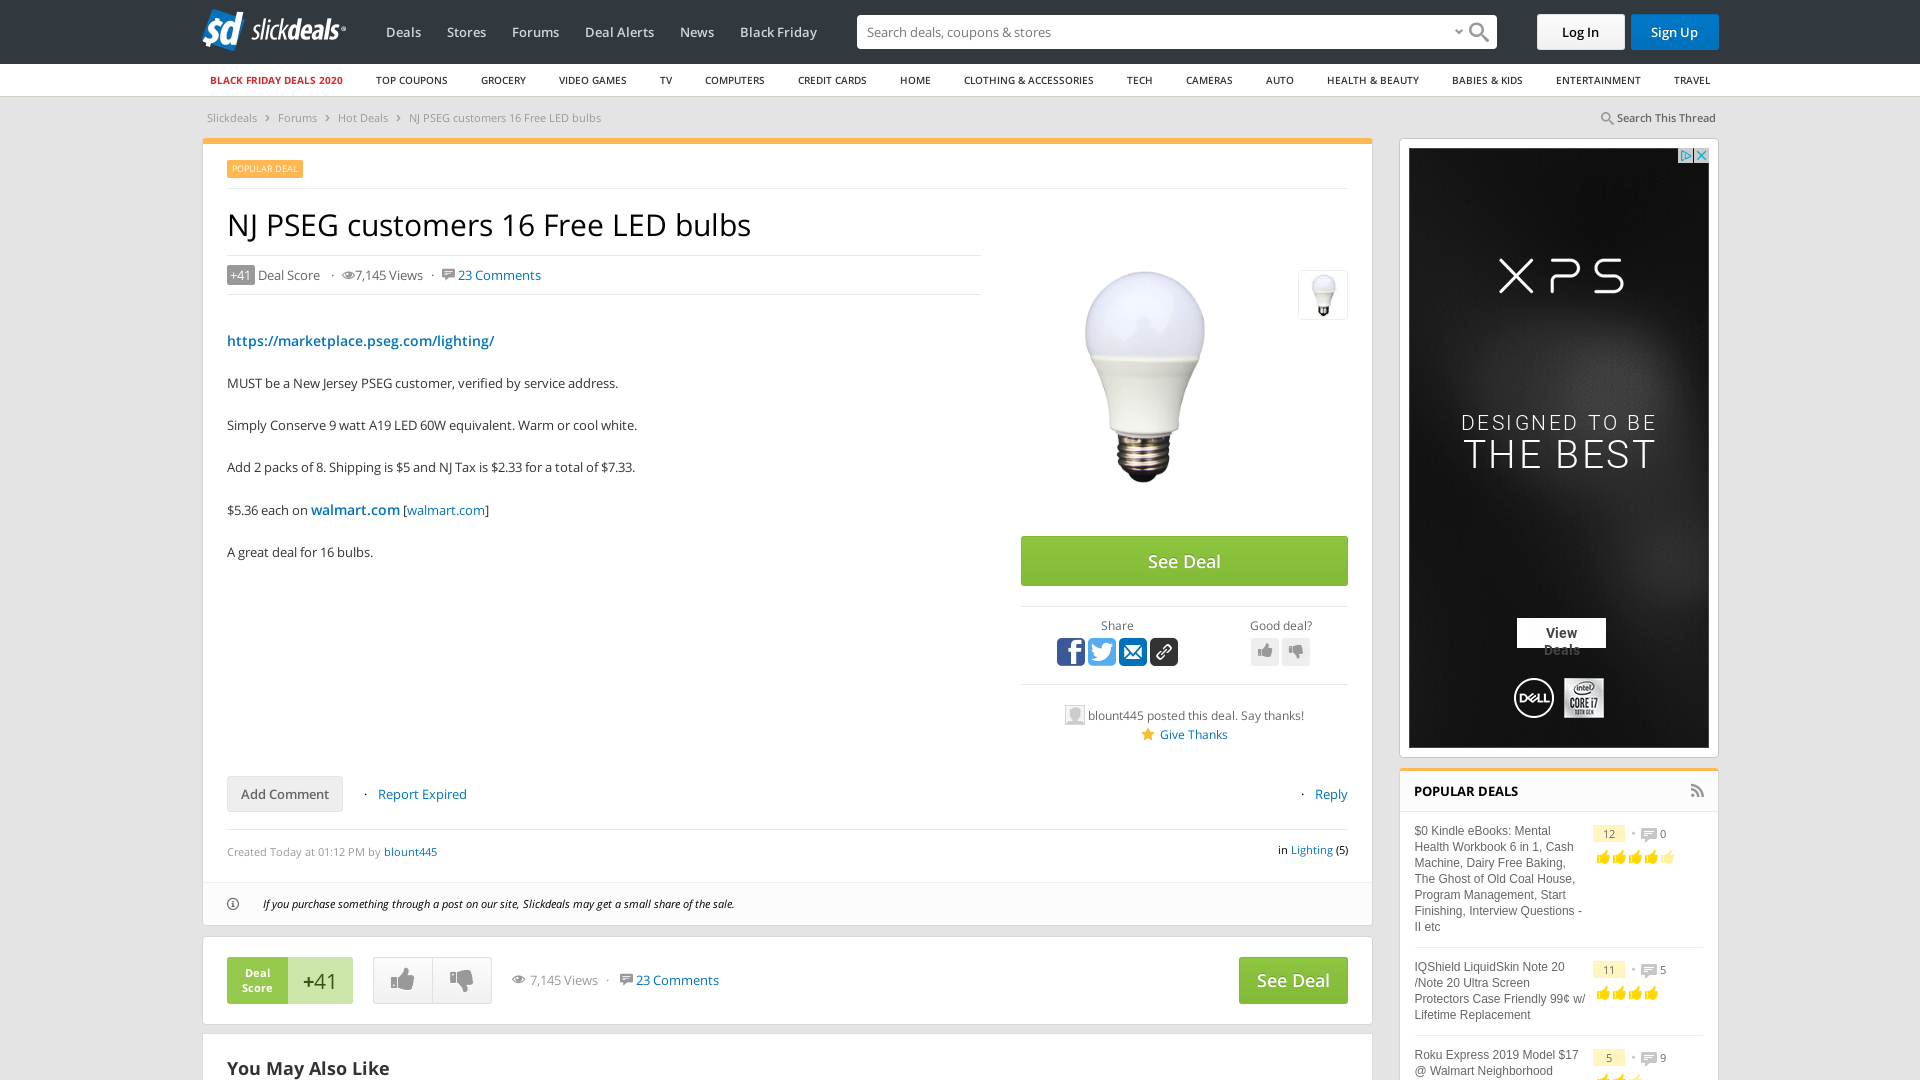 slickdeals
Deals
Stores
Forums
Deal Alerts
News
Black Friday
Search deals, coupons & shopping
Log In
Sign Up
BLACK FRIDAY DEALS 2020
TOP COUPONS
GROCERY
VIDEO GAMES
TV
COMPUTERS
CREDIT CARDS
HOME
CLOTHING & ACCESSORIES
TECH
CAMERAS
AUTO
HEALTH & BEAUTY
BABIES & KIDS
ENTERTAINMENT
TRAVEL
Slickdeals › Forums › Hot Deals › NJ PSEG customers 16 Free LED bulbs
Search This Thread
POPULAR DEAL
NJ PSEG customers 16 Free LED bulbs
+41 Deal Score · 7,145 Views · 23 Comments
https://marketplace.pseg.com/lighting/
MUST be a New Jersey PSEG customer, verified by service address.
Simply Conserve 9 watt A19 LED 60W equivalent. Warm or cool white.
Add 2 packs of 8. Shipping is $5 and NJ Tax is $2.33 for a total of $7.33.
$5.36 each on walmart.com [walmart.com]
A great deal for 16 bulbs.
See Deal
Share
Good deal?
blount445 posted this deal. Say thanks!
Give Thanks
Add Comment
· Report Expired
· Reply
Created Today at 01:12 PM by blount445
in Lighting (5)
If you purchase something through a post on our site, Slickdeals may get a small share of the sale.
Deal
Score
+41
7,145 Views · 23 Comments
See Deal
You May Also Like
XPS
DESIGNED TO BE
THE BEST
View
Deals
DELL
intel
CORE i7
10TH GEN
POPULAR DEALS
$0 Kindle eBooks: Mental
Health Workbook 6 in 1, Cash
Machine, Dairy Free Baking,
The Ghost of Old Coal House,
Program Management, Start
Finishing, Interview Questions -
II etc
12 • 0
IQShield LiquidSkin Note 20
/Note 20 Ultra Screen
Protectors Case Friendly 99¢ w/
Lifetime Replacement
11 • 5
Roku Express 2019 Model $17
@ Walmart Neighborhood
5 • 9